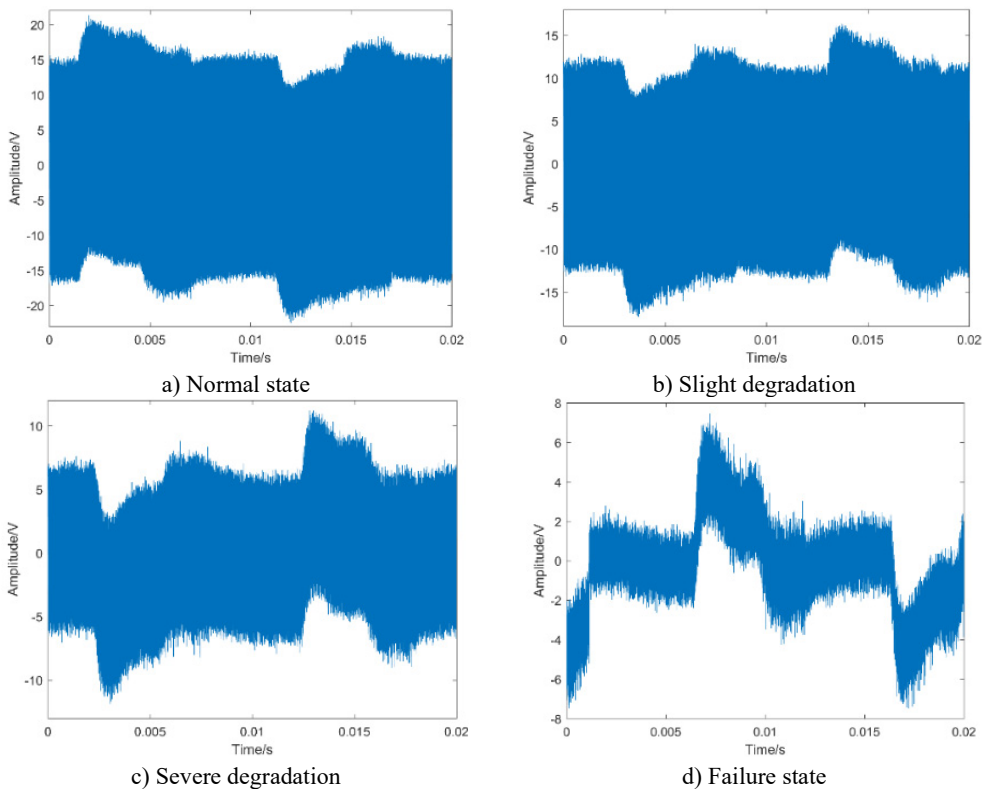 20
15
10
5
0
-5
-10
-15
-20
Amplitude/V
0 0.005 0.01 0.015 0.02
Time/s
a) Normal state
15
10
5
0
-5
-10
-15
Amplitude/V
0 0.005 0.01 0.015 0.02
Time/s
b) Slight degradation
10
5
0
-5
-10
Amplitude/V
0 0.005 0.01 0.015 0.02
Time/s
c) Severe degradation
8
6
4
2
0
-2
-4
-6
-8
Amplitude/V
0 0.005 0.01 0.015 0.02
Time/s
d) Failure state